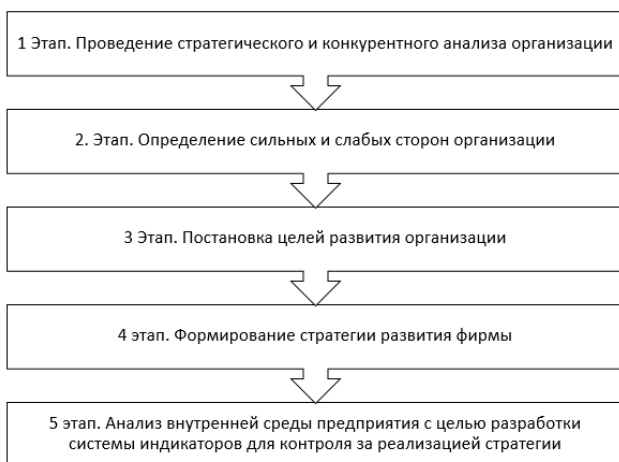 1 Этап. Проведение стратегического и конкурентного анализа организации
2. Этап. Определение сильных и слабых сторон организации
3 Этап. Постановка целей развития организации
4 этап. Формирование стратегии развития фирмы
5 этап. Анализ внутренней среды предприятия с целью разработки
системы индикаторов для контроля за реализацией стратегии